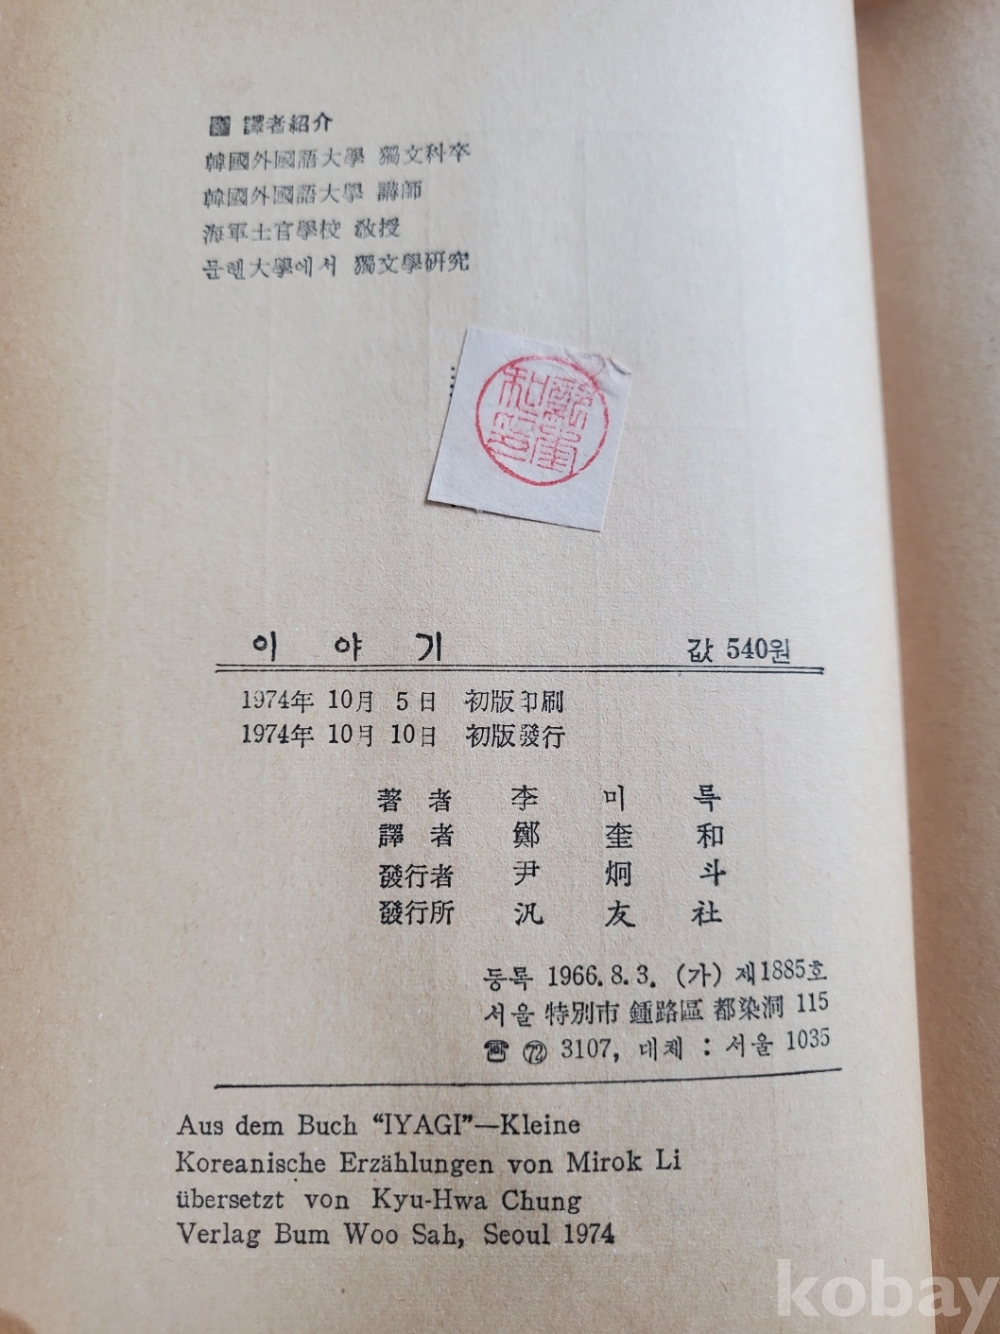 譯者紹介
韓國外國語大學 獨文科卒
韓國外國語大學 講師
海軍士官學校 敎授
뮌헨大學에서 獨文學硏究
이 야 기 값 540원
1974年 10月 5日 初版印刷
1974年 10月 10日 初版發行
著 者 李 미 륵
譯 者 鄭 奎 和
發行者 尹 炯 斗
發行所 汎 友 社
등록 1966.8.3. (가) 제1885호
서울 特別市 鍾路區 都染洞 115
☎ 72 3107, 대체 : 서울 1035
Aus dem Buch “IYAGI”—Kleine
Koreanische Erzählungen von Mirok Li
übersetzt von Kyu-Hwa Chung
Verlag Bum Woo Sah, Seoul 1974
kobay